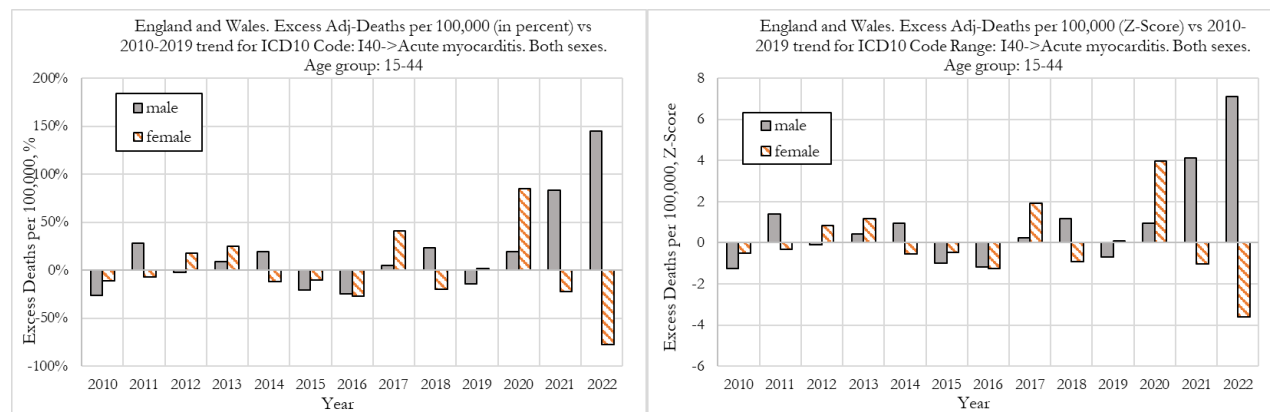 England and Wales. Excess Adj-Deaths per 100,000 (in percent) vs
2010-2019 trend for ICD10 Code: I40->Acute myocarditis. Both sexes.
Age group: 15-44
200%
150%
100%
50%
0%
-50%
-100%
Excess Deaths per 100,000, %
male
female
2010 2011 2012 2013 2014 2015 2016 2017 2018 2019 2020 2021 2022
Year
England and Wales. Excess Adj-Deaths per 100,000 (Z-Score) vs 2010-
2019 trend for ICD10 Code Range: I40->Acute myocarditis. Both sexes.
Age group: 15-44
8
6
4
2
0
-2
-4
-6
Excess Deaths per 100,000, Z-Score
male
female
2010 2011 2012 2013 2014 2015 2016 2017 2018 2019 2020 2021 2022
Year